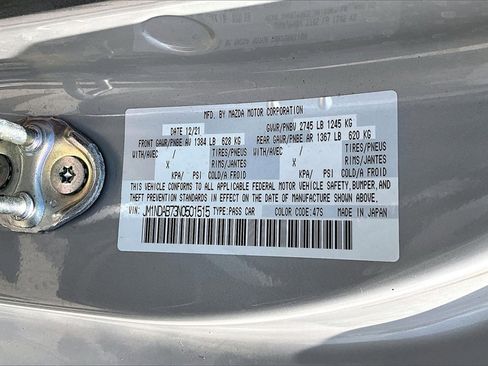 MFD. BY MAZDA MOTOR CORPORATION
DATE 12/21 GVWR/PNBV 2745 LB 1245 KG
FRONT GAWR/PNBE AV 1384 LB 628 KG REAR GAWR/PNBE AR 1367 LB 620 KG
WITH/AVEC / TIRES/PNEUS WITH/AVEC / TIRES/PNEUS
X RIMS/JANTES X RIMS/JANTES
KPA/ PSI COLD/A FROID KPA/ PSI COLD/A FROID
THIS VEHICLE CONFORMS TO ALL APPLICABLE FEDERAL MOTOR VEHICLE SAFETY, BUMPER, AND
THEFT PREVENTION STANDARDS IN EFFECT ON THE DATE OF MANUFACTURE SHOWN ABOVE.
VIN: JM1NDAB73N0501515 TYPE: PASS CAR COLOR CODE: 47S MADE IN JAPAN